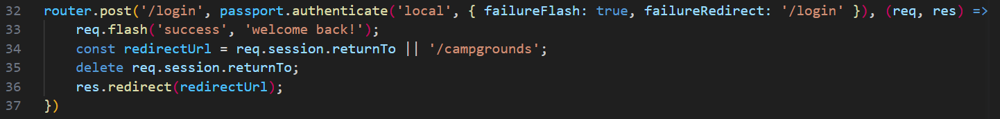 32 router.post('/login', passport.authenticate('local', { failureFlash: true, failureRedirect: '/login' }), (req, res) =>
33     req.flash('success', 'welcome back!');
34     const redirectUrl = req.session.returnTo || '/campgrounds';
35     delete req.session.returnTo;
36     res.redirect(redirectUrl);
37 })